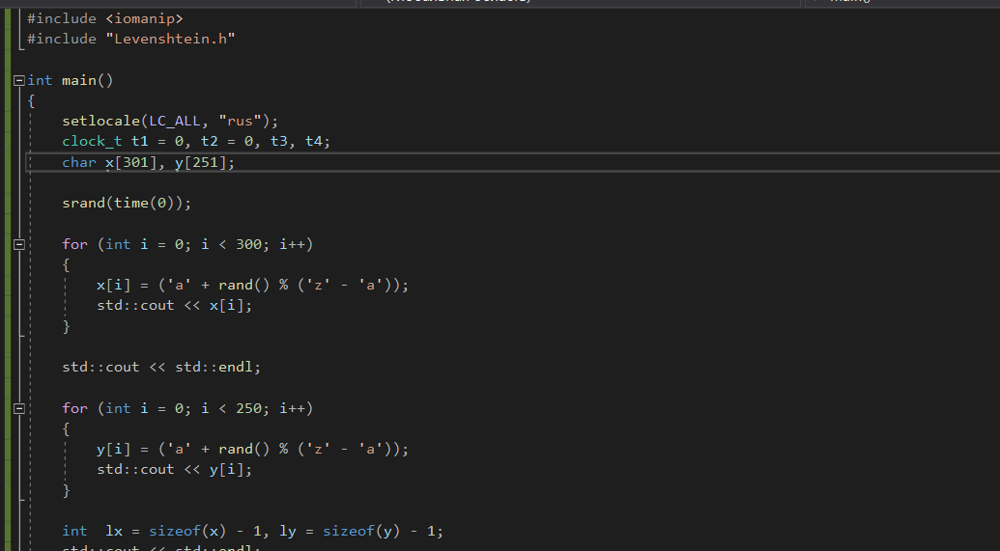 #include <iomanip>
#include "Levenshtein.h"
int main()
{
setlocale(LC_ALL, "rus");
clock_t t1 = 0, t2 = 0, t3, t4;
char x[301], y[251];
srand(time(0));
for (int i = 0; i < 300; i++)
{
x[i] = ('a' + rand() % ('z' - 'a'));
std::cout << x[i];
}
std::cout << std::endl;
for (int i = 0; i < 250; i++)
{
y[i] = ('a' + rand() % ('z' - 'a'));
std::cout << y[i];
}
int  lx = sizeof(x) - 1, ly = sizeof(y) - 1;
std::cout << std::endl;